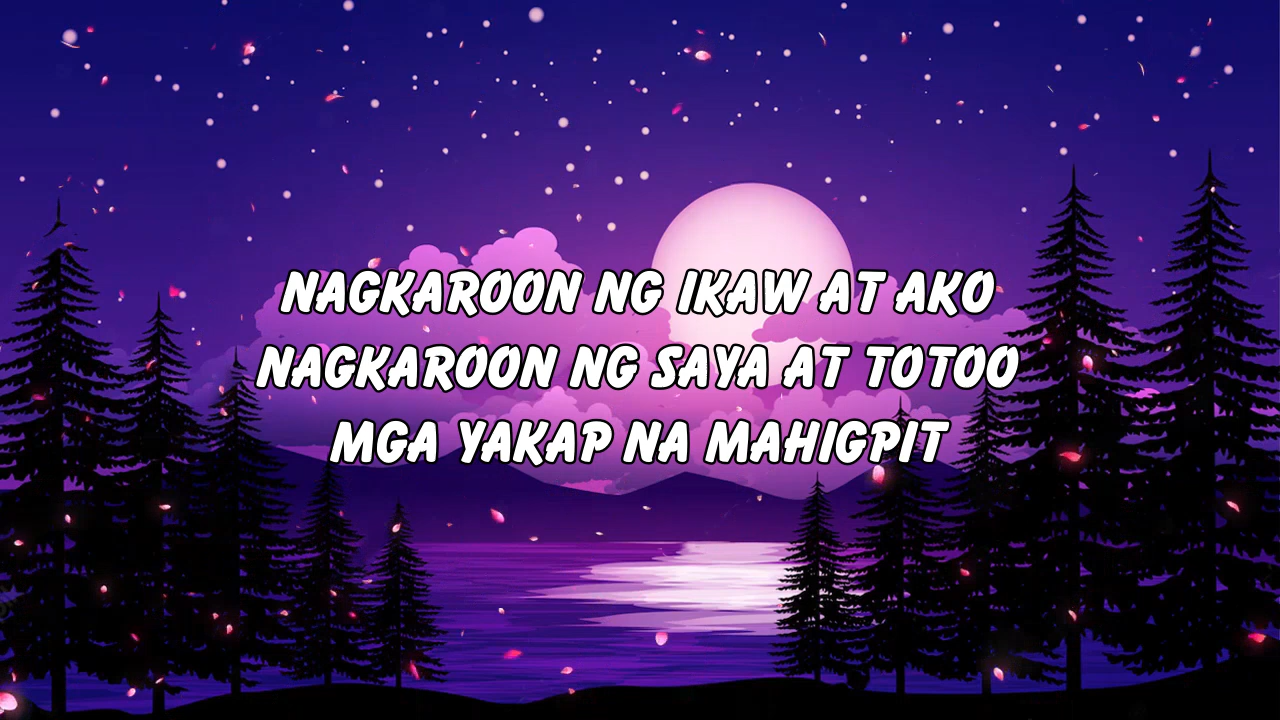 NAGKAROON NG IKAW AT AKO
NAGKAROON NG SAYA AT TOTOO
MGA YAKAP NA MAHIGPIT